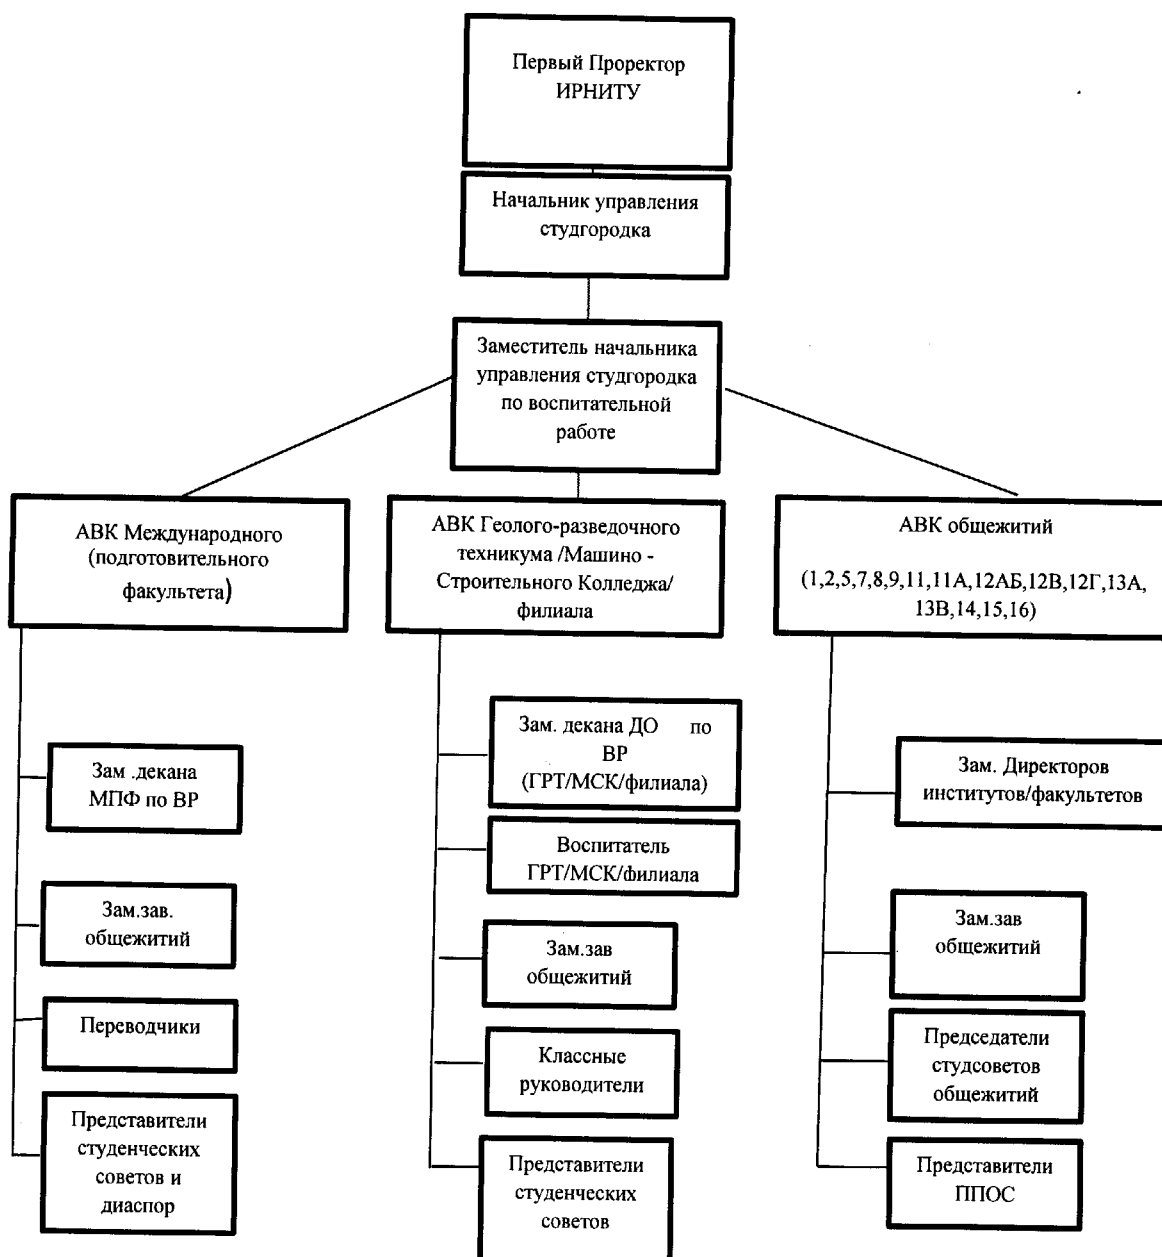 Первый Проректор
ИРНИТУ
Начальник управления
студгородка
Заместитель начальника
управления студгородка
по воспитательной
работе
АВК Международного
(подготовительного
факультета)
АВК Геолого-разведочного
техникума /Машино -
Строительного Колледжа/
филиала
АВК общежитий
(1,2,5,7,8,9,11,11А,12АБ,12В,12Г,13А,
13В,14,15,16)
Зам .декана
МПФ по ВР
Зам.зав.
общежитий
Переводчики
Представители
студенческих
советов и
диаспор
Зам. декана ДО по
ВР
(ГРТ/МСК/филиала)
Воспитатель
ГРТ/МСК/филиала
Зам.зав
общежитий
Классные
руководители
Представители
студенческих
советов
Зам. Директоров
институтов/факультетов
Зам.зав
общежитий
Председатели
студсоветов
общежитий
Представители
ППОС